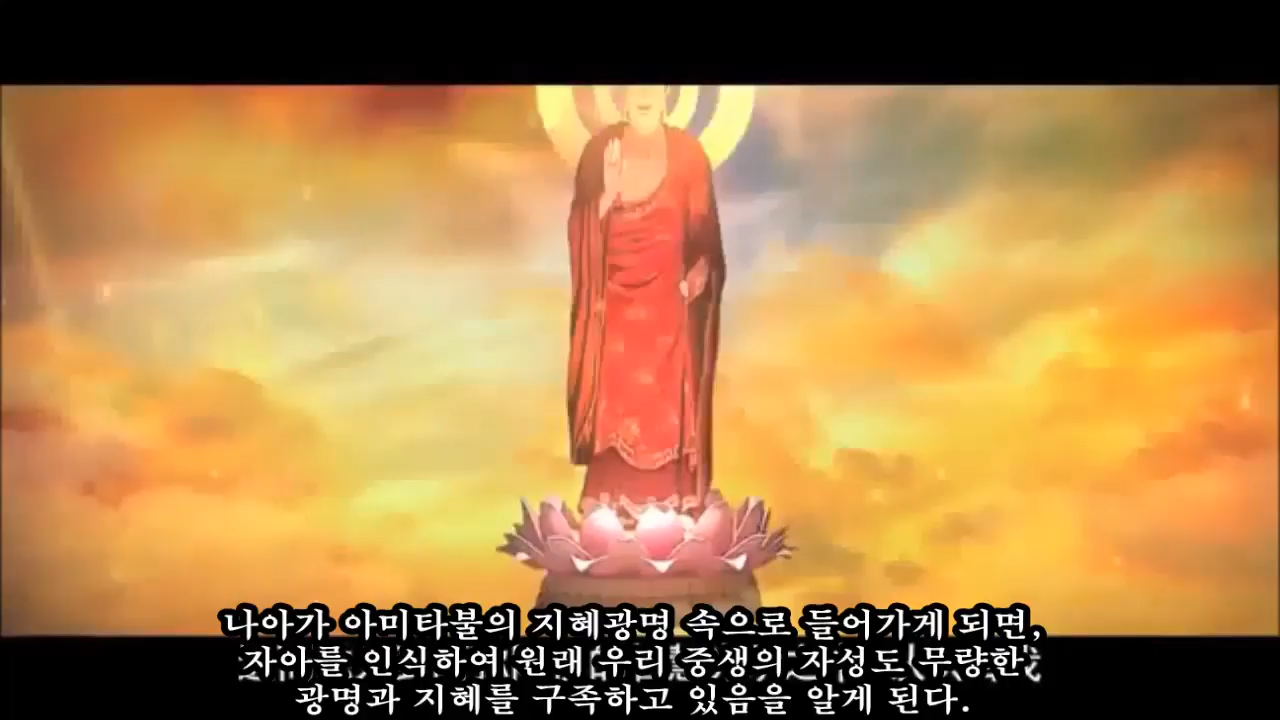 나아가 아미타불의 지혜광명 속으로 들어가게 되면,
자아를 인식하여 원래 우리 중생의 자성도 무량한
광명과 지혜를 구족하고 있음을 알게 된다.